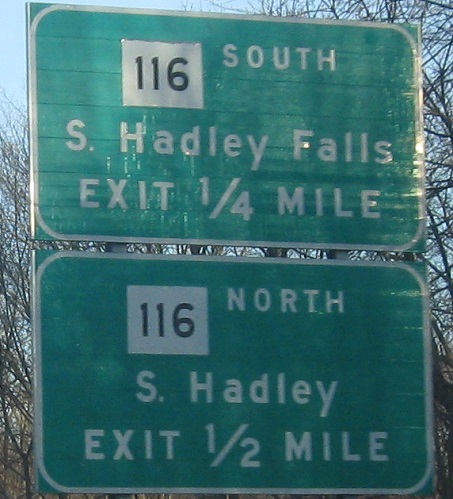 116 SOUTH
S. Hadley Falls
EXIT 1/4 MILE
116 NORTH
S. Hadley
EXIT 1/2 MILE